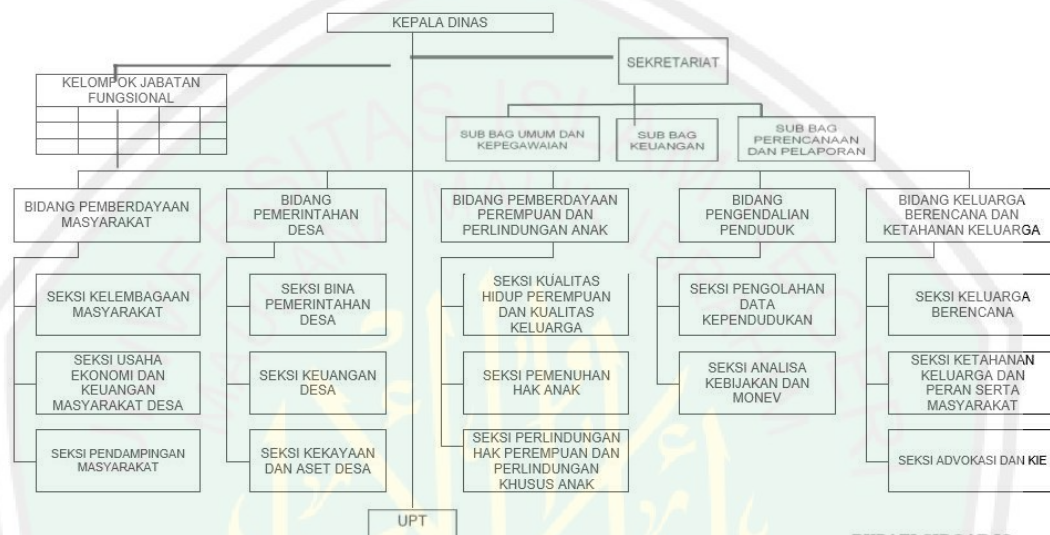 KEPALA DINAS
SEKRETARIAT
KELOMPOK JABATAN
FUNGSIONAL
SUB BAG UMUM DAN
KEPEGAWAIAN
SUB BAG
KEUANGAN
SUB BAG
PERENCANAAN
DAN PELAPORAN
BIDANG PEMBERDAYAAN
MASYARAKAT
BIDANG
PEMERINTAHAN
DESA
BIDANG PEMBERDAYAAN
PEREMPUAN DAN
PERLINDUNGAN ANAK
BIDANG
PENGENDALIAN
PENDUDUK
BIDANG KELUARGA
BERENCANA DAN
KETAHANAN KELUARGA
SEKSI KELEMBAGAAN
MASYARAKAT
SEKSI BINA
PEMERINTAHAN
DESA
SEKSI KUALITAS
HIDUP PEREMPUAN
DAN KUALITAS
KELUARGA
SEKSI PENGOLAHAN
DATA
KEPENDUDUKAN
SEKSI KELUARGA
BERENCANA
SEKSI USAHA
EKONOMI DAN
KEUANGAN
MASYARAKAT DESA
SEKSI KEUANGAN
DESA
SEKSI PEMENUHAN
HAK ANAK
SEKSI ANALISA
KEBIJAKAN DAN
MONEV
SEKSI KETAHANAN
KELUARGA DAN
PERAN SERTA
MASYARAKAT
SEKSI PENDAMPINGAN
MASYARAKAT
SEKSI KEKAYAAN
DAN ASET DESA
SEKSI PERLINDUNGAN
HAK PEREMPUAN DAN
PERLINDUNGAN
KHUSUS ANAK
SEKSI ADVOKASI DAN KIE
UPT